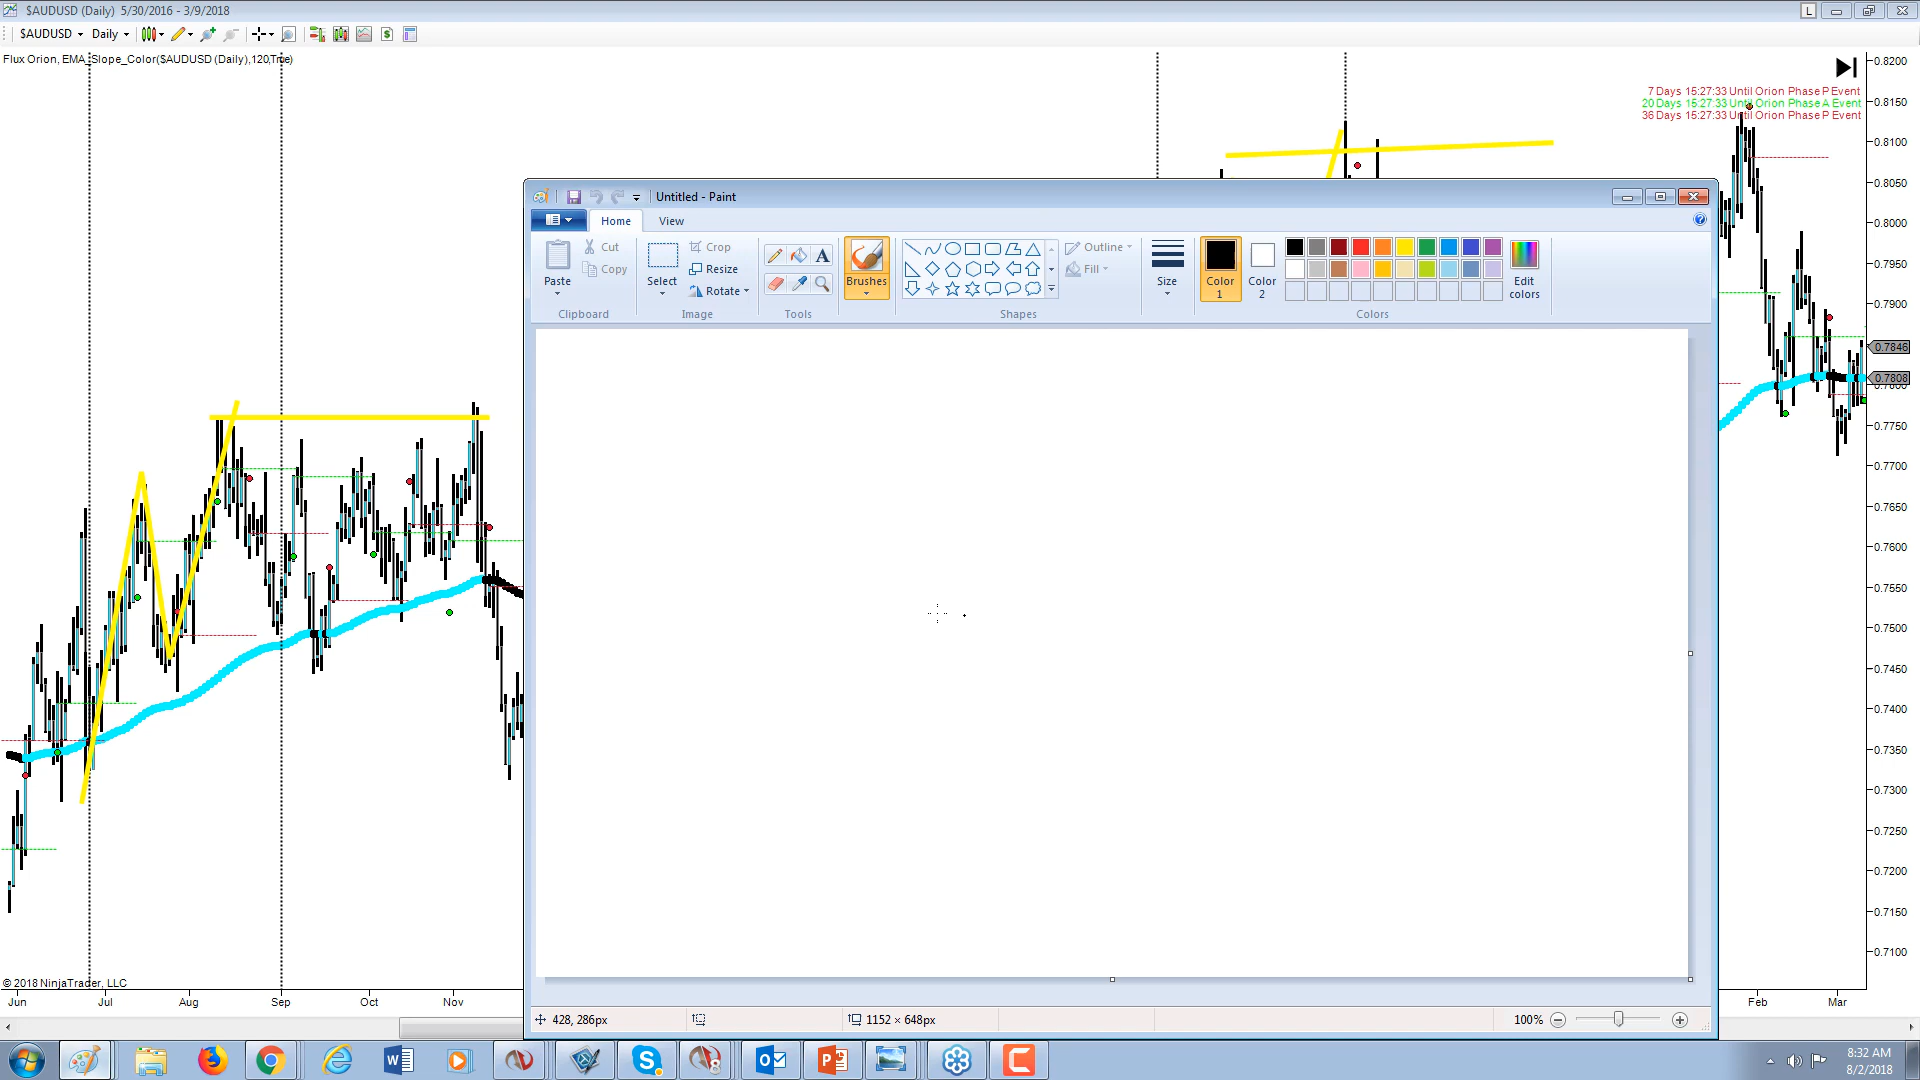 $AUDUSD (Daily)  5/30/2016 - 3/9/2018
L
$AUDUSD
Daily
Flux Orion, EMA_Slope_Color($AUDUSD (Daily),120,True)
7 Days 15:27:33 Until Orion Phase P Event
20 Days 15:27:33 Until Orion Phase A Event
36 Days 15:27:33 Until Orion Phase P Event
0.8200
0.8150
0.8100
0.8050
0.8000
0.7950
0.7900
0.7846
0.7808
0.7800
0.7750
0.7700
0.7650
0.7600
0.7550
0.7500
0.7450
0.7400
0.7350
0.7300
0.7250
0.7200
0.7150
0.7100
Untitled - Paint
Home
View
Paste
Cut
Copy
Clipboard
Select
Crop
Resize
Rotate
Image
A
Tools
Brushes
Outline
Fill
Shapes
Size
Color 1
Color 2
Edit colors
Colors
428, 286px
1152 × 648px
100%
© 2018 NinjaTrader, LLC
Jun
Jul
Aug
Sep
Oct
Nov
Feb
Mar
8:32 AM
8/2/2018